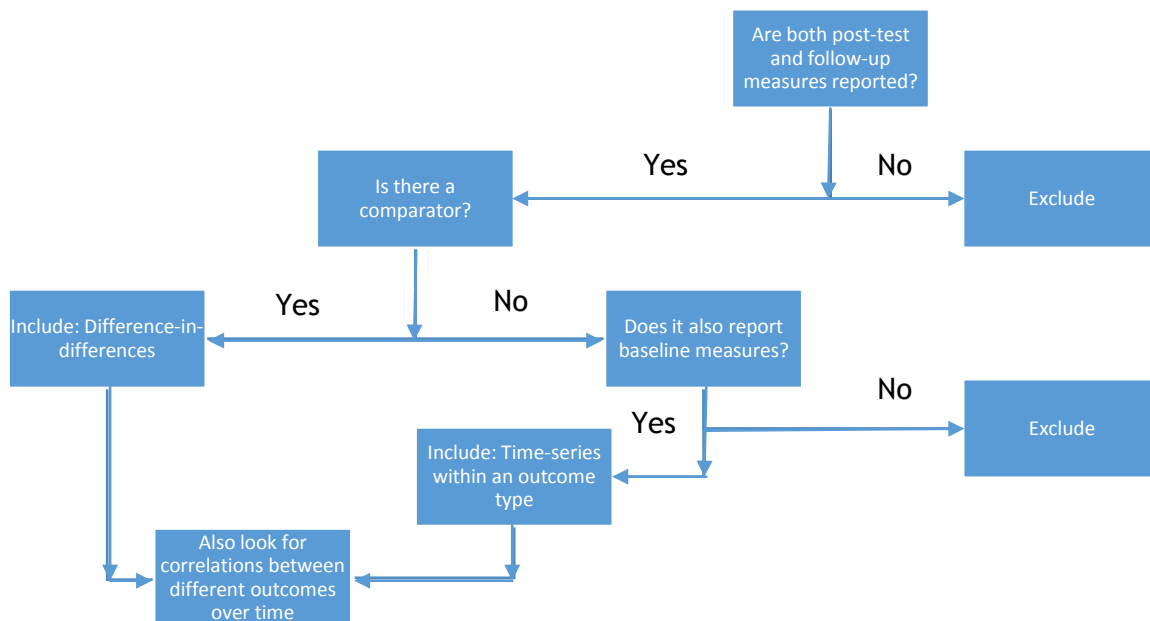 Are both post-test
and follow-up
measures reported?
Yes
No
Is there a
comparator?
Exclude
Yes
No
Include: Difference-in-
differences
Does it also report
baseline measures?
No
Yes
Exclude
Include: Time-series
within an outcome
type
Also look for
correlations between
different outcomes
over time